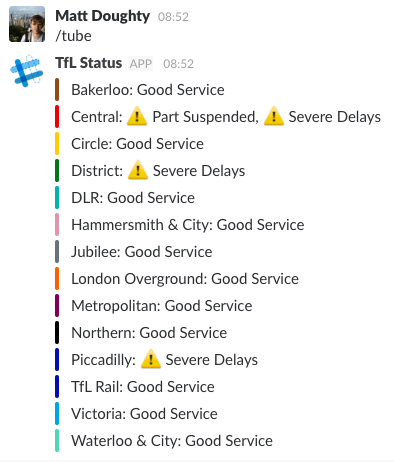 Matt Doughty 08:52
/tube
TfL Status APP 08:52
Bakerloo: Good Service
Central: ⚠️ Part Suspended, ⚠️ Severe Delays
Circle: Good Service
District: ⚠️ Severe Delays
DLR: Good Service
Hammersmith & City: Good Service
Jubilee: Good Service
London Overground: Good Service
Metropolitan: Good Service
Northern: Good Service
Piccadilly: ⚠️ Severe Delays
TfL Rail: Good Service
Victoria: Good Service
Waterloo & City: Good Service